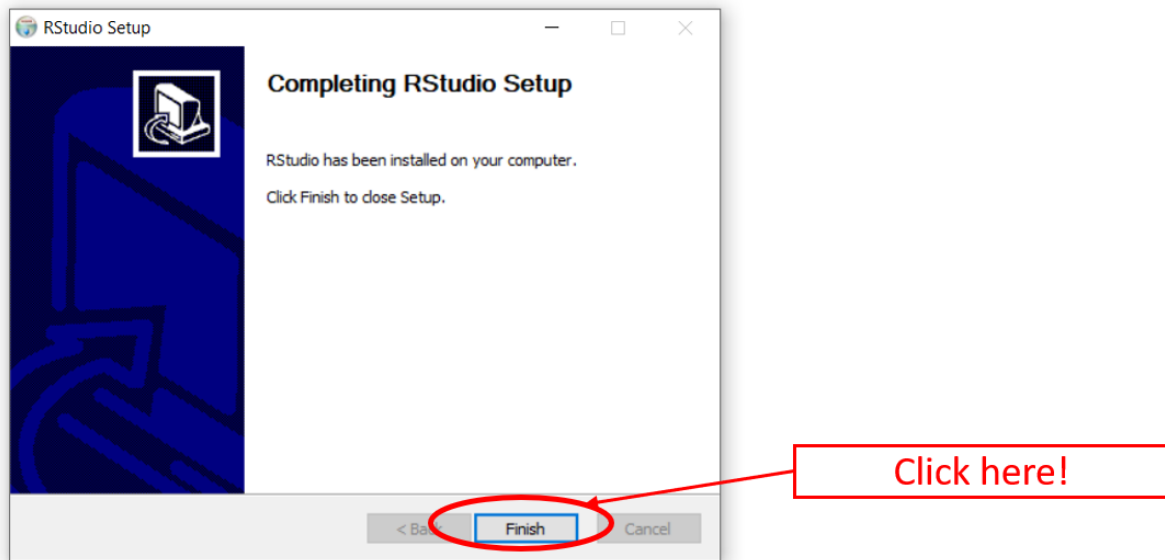 RStudio Setup
Completing RStudio Setup
RStudio has been installed on your computer.
Click Finish to close Setup.
Click here!
< Back Finish Cancel